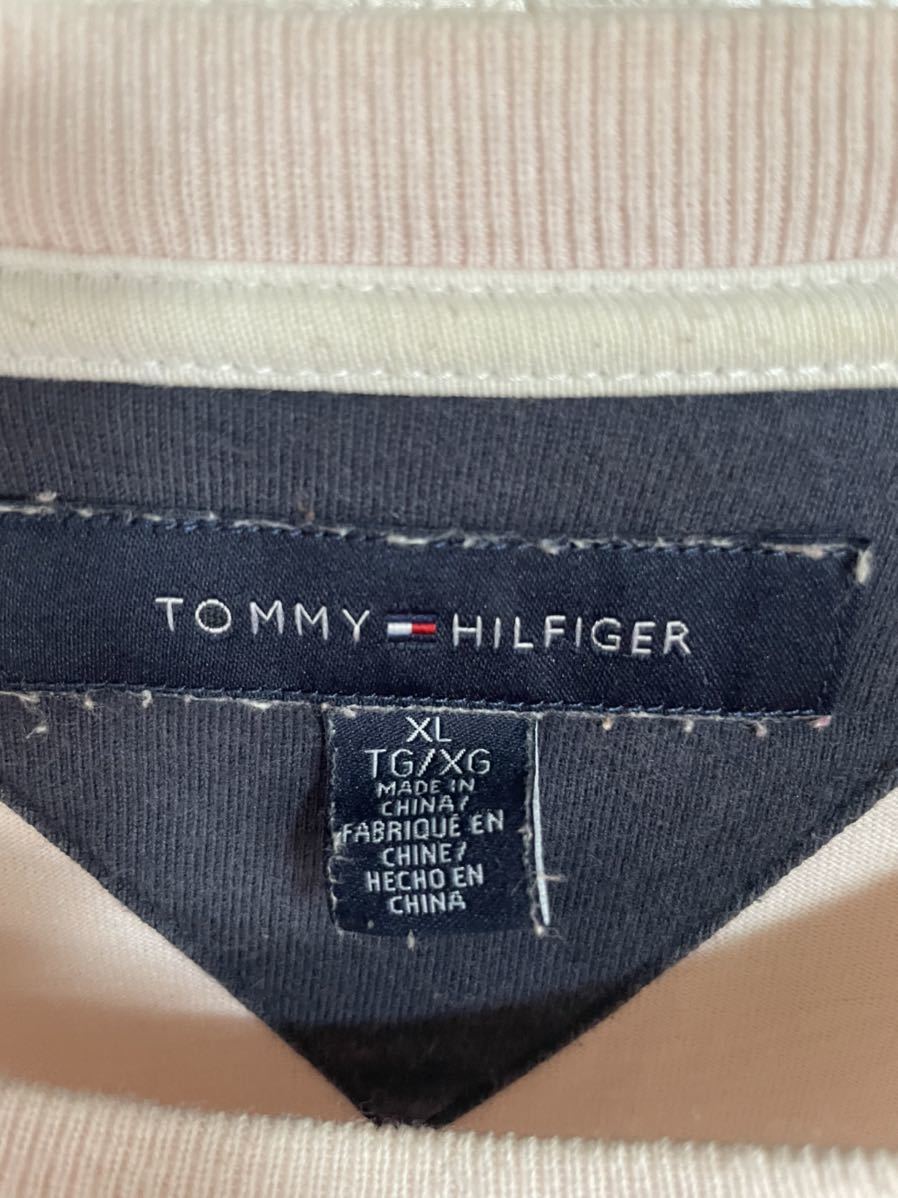 TOMMY HILFIGER
XL
TG/XG
MADE IN
CHINA/
FABRIQUÉ EN
CHINE/
HECHO EN
CHINA